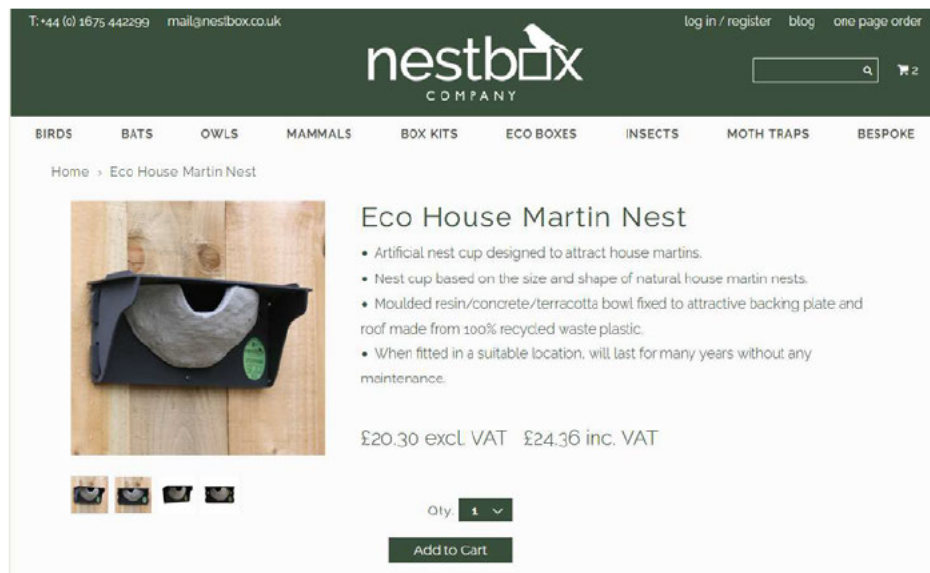 T: +44 (0) 1675 442299 mail@nestbox.co.uk
log in / register blog one page order
nestbox
COMPANY
2
BIRDS BATS OWLS MAMMALS BOX KITS ECO BOXES INSECTS MOTH TRAPS BESPOKE
Home › Eco House Martin Nest
Eco House Martin Nest
• Artificial nest cup designed to attract house martins.
• Nest cup based on the size and shape of natural house martin nests.
• Moulded resin/concrete/terracotta bowl fixed to attractive backing plate and
roof made from 100% recycled waste plastic.
• When fitted in a suitable location, will last for many years without any
maintenance.
nestbox
£20.30 excl. VAT £24.36 inc. VAT
Qty. 1
Add to Cart